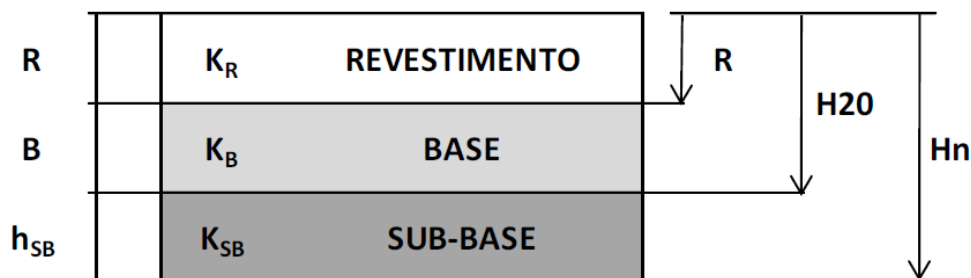 R K_R REVESTIMENTO R
H20
B K_B BASE Hn
h_SB K_SB SUB-BASE